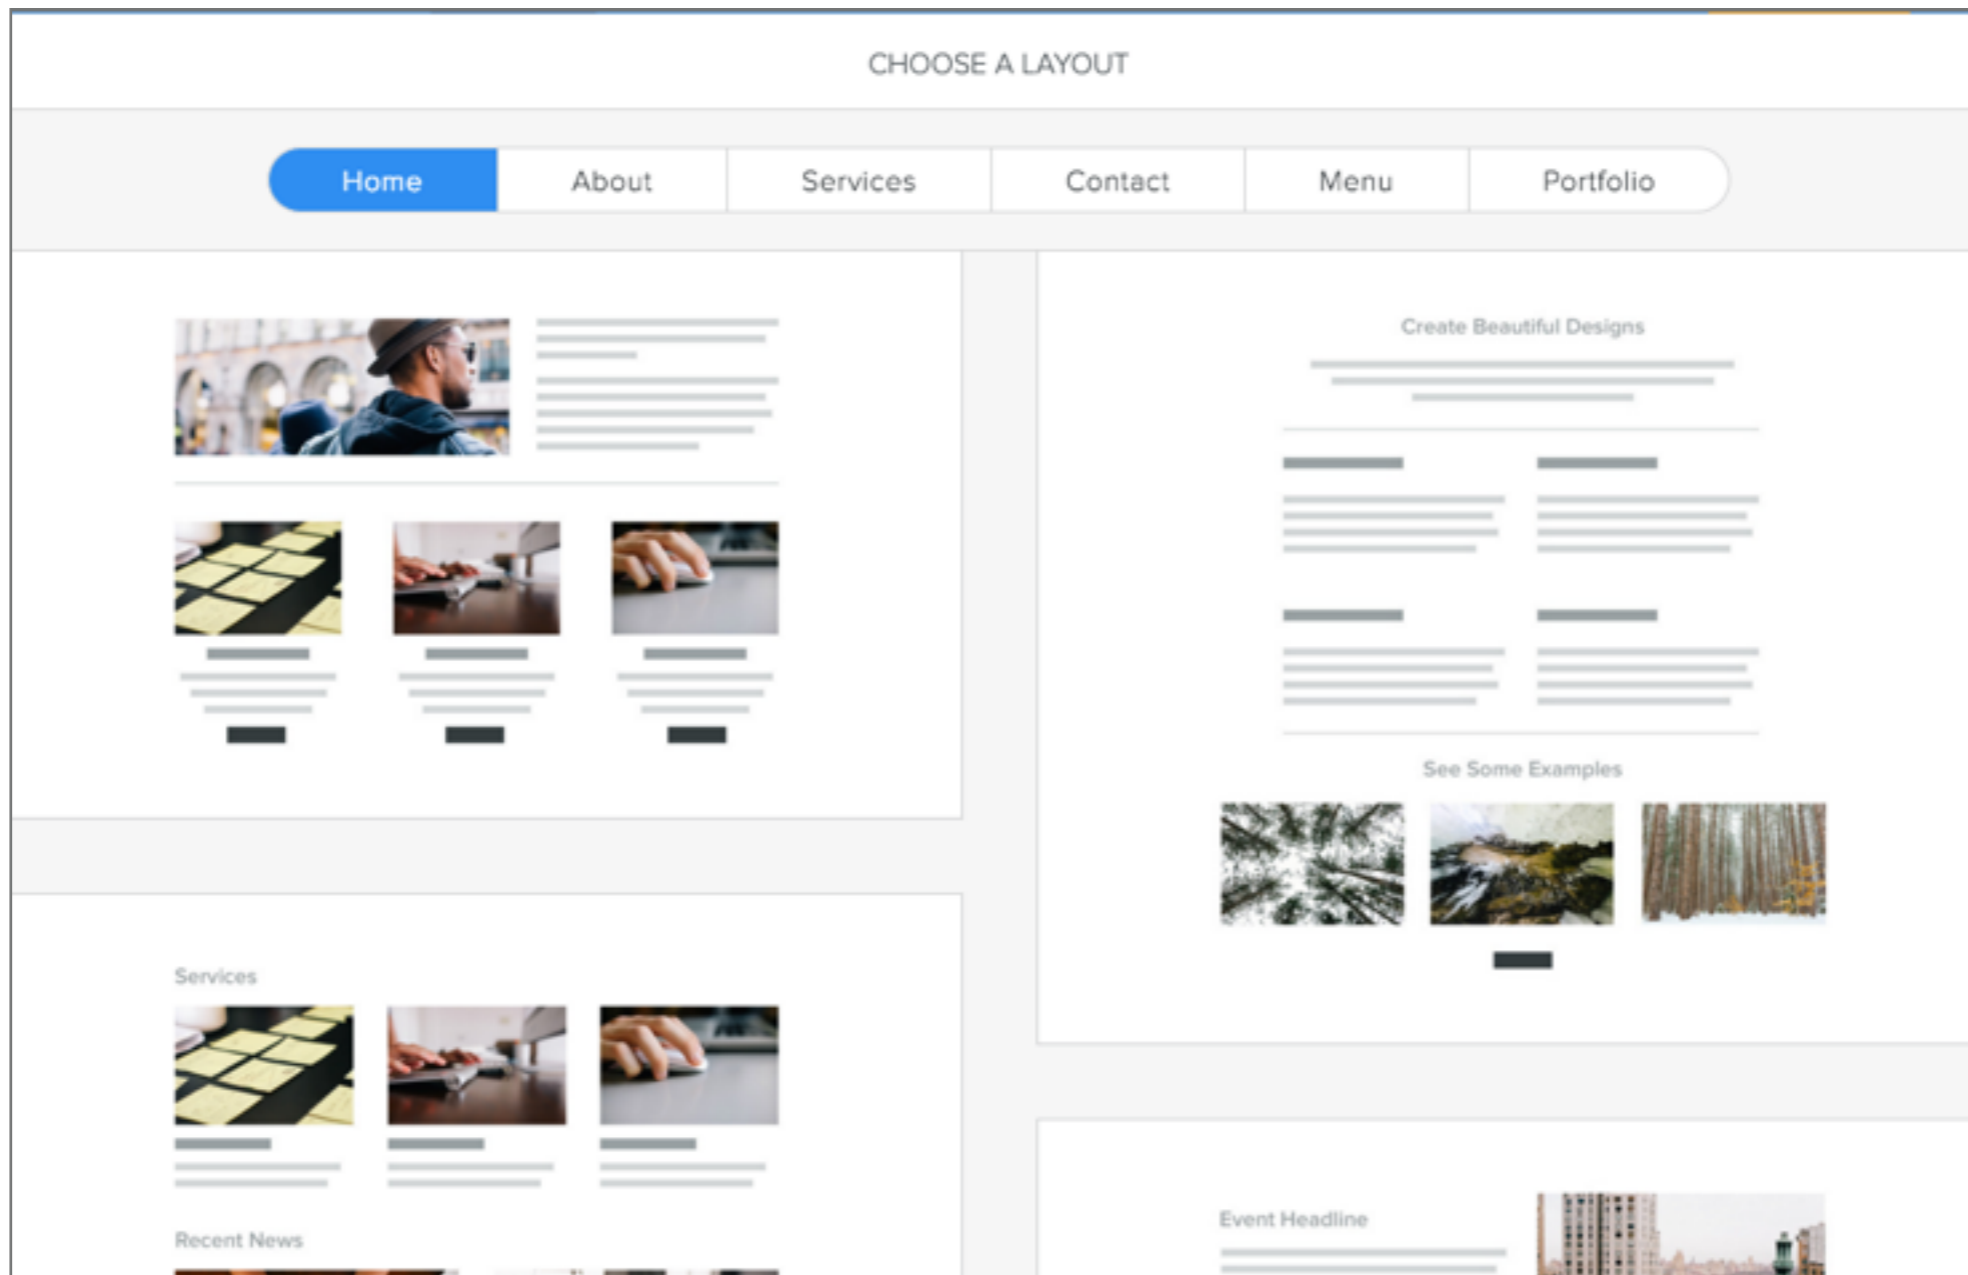 CHOOSE A LAYOUT
Home About Services Contact Menu Portfolio
Create Beautiful Designs
See Some Examples
Services
Recent News
Event Headline